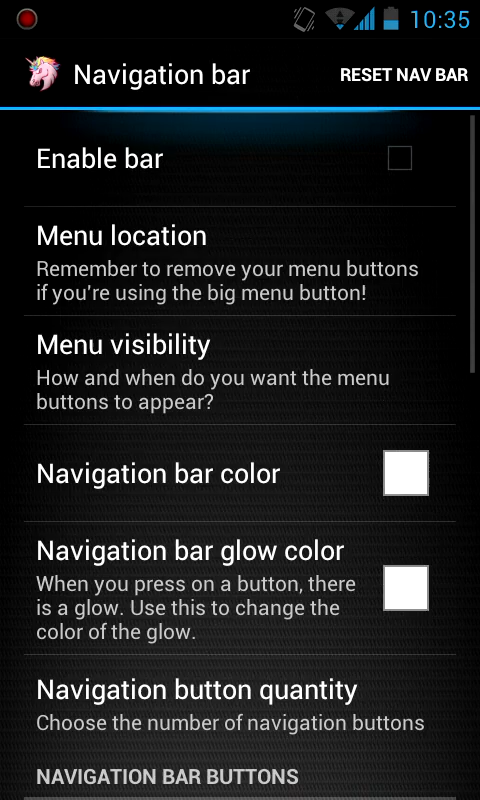 10:35
Navigation bar
RESET NAV BAR
Enable bar
Menu location
Remember to remove your menu buttons
if you're using the big menu button!
Menu visibility
How and when do you want the menu
buttons to appear?
Navigation bar color
Navigation bar glow color
When you press on a button, there
is a glow. Use this to change the
color of the glow.
Navigation button quantity
Choose the number of navigation buttons
NAVIGATION BAR BUTTONS